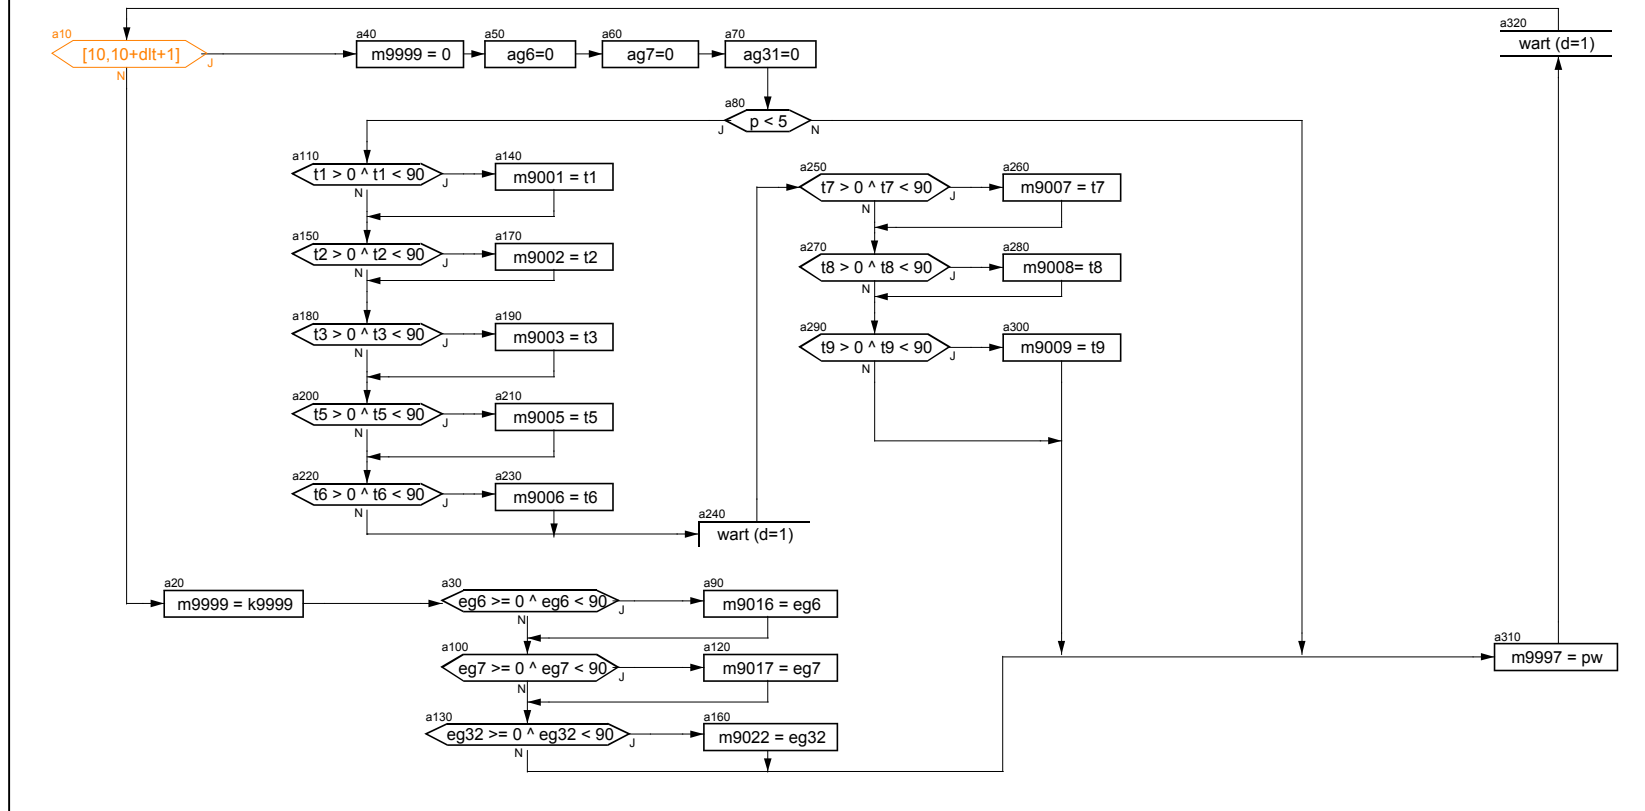 a320
wart (d=1)
a10
[10,10+dlt+1]
J
N
a40
m9999 = 0
a50
ag6=0
a60
ag7=0
a70
ag31=0
a80
p < 5
J
N
a110
t1 > 0 ^ t1 < 90
J
N
a140
m9001 = t1
a150
t2 > 0 ^ t2 < 90
J
N
a170
m9002 = t2
a180
t3 > 0 ^ t3 < 90
J
N
a190
m9003 = t3
a200
t5 > 0 ^ t5 < 90
J
N
a210
m9005 = t5
a220
t6 > 0 ^ t6 < 90
J
N
a230
m9006 = t6
a240
wart (d=1)
a250
t7 > 0 ^ t7 < 90
J
N
a260
m9007 = t7
a270
t8 > 0 ^ t8 < 90
J
N
a280
m9008= t8
a290
t9 > 0 ^ t9 < 90
J
N
a300
m9009 = t9
a20
m9999 = k9999
a30
eg6 >= 0 ^ eg6 < 90
J
N
a90
m9016 = eg6
a100
eg7 >= 0 ^ eg7 < 90
J
N
a120
m9017 = eg7
a130
eg32 >= 0 ^ eg32 < 90
J
N
a160
m9022 = eg32
a310
m9997 = pw